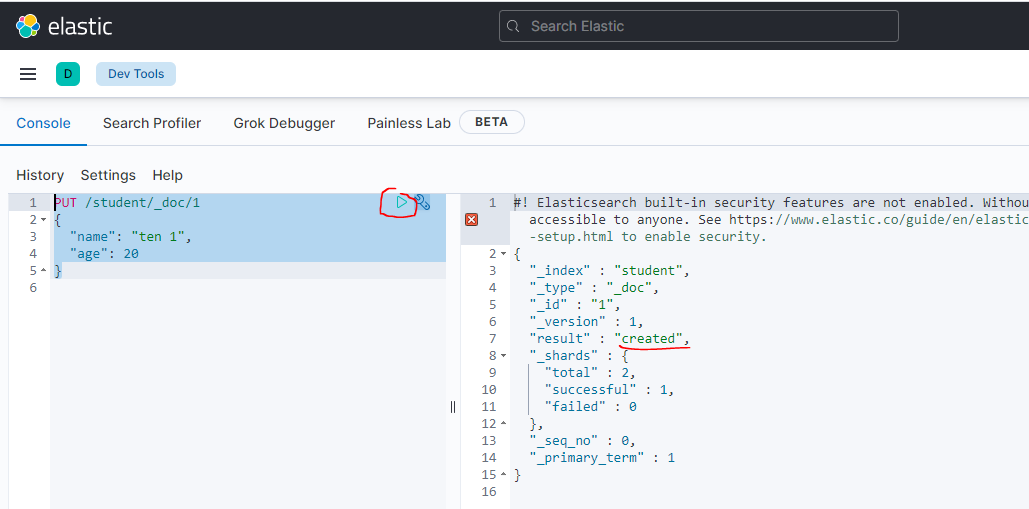 elastic
Search Elastic
D
Dev Tools
Console Search Profiler Grok Debugger Painless Lab BETA
History Settings Help
1 PUT /student/_doc/1
2 {
3 "name": "ten 1",
4 "age": 20
5 }
6
1 #! Elasticsearch built-in security features are not enabled. Withou
accessible to anyone. See https://www.elastic.co/guide/en/elastic
-setup.html to enable security.
2 {
3 "_index" : "student",
4 "_type" : "_doc",
5 "_id" : "1",
6 "_version" : 1,
7 "result" : "created",
8 "_shards" : {
9 "total" : 2,
10 "successful" : 1,
11 "failed" : 0
12 },
13 "_seq_no" : 0,
14 "_primary_term" : 1
15 }
16